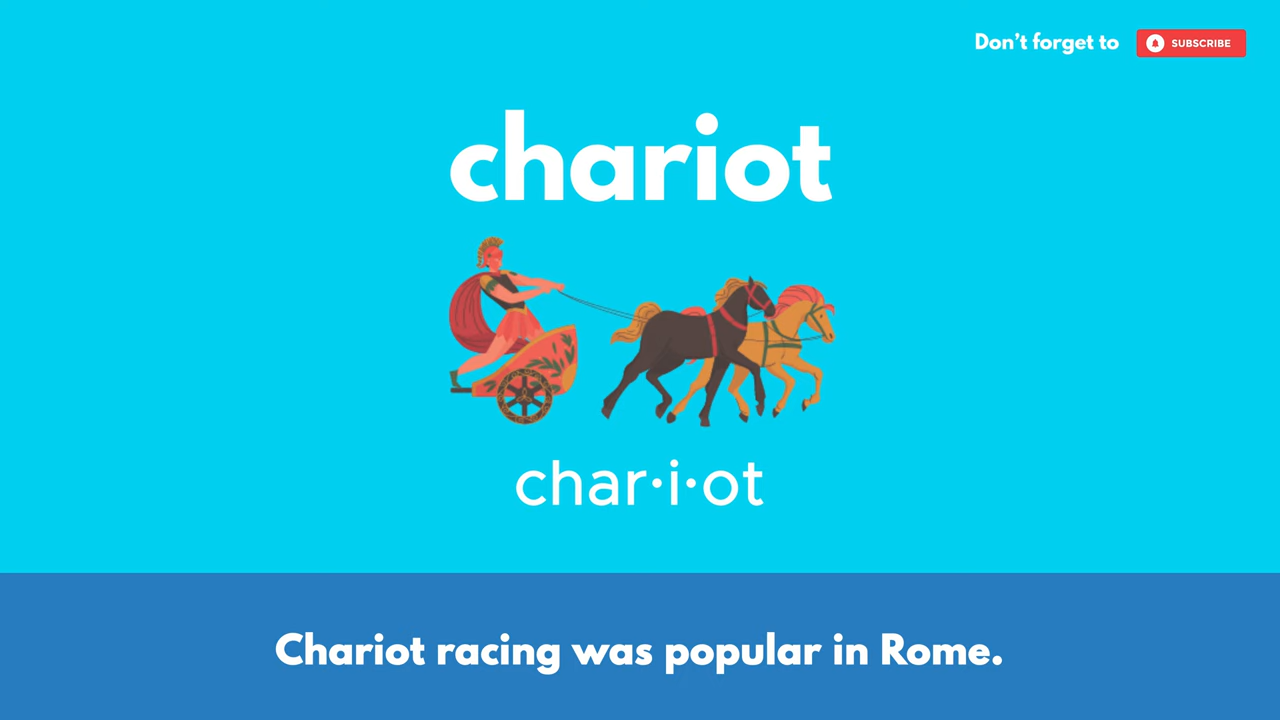 Don't forget to SUBSCRIBE
chariot
char·i·ot
Chariot racing was popular in Rome.